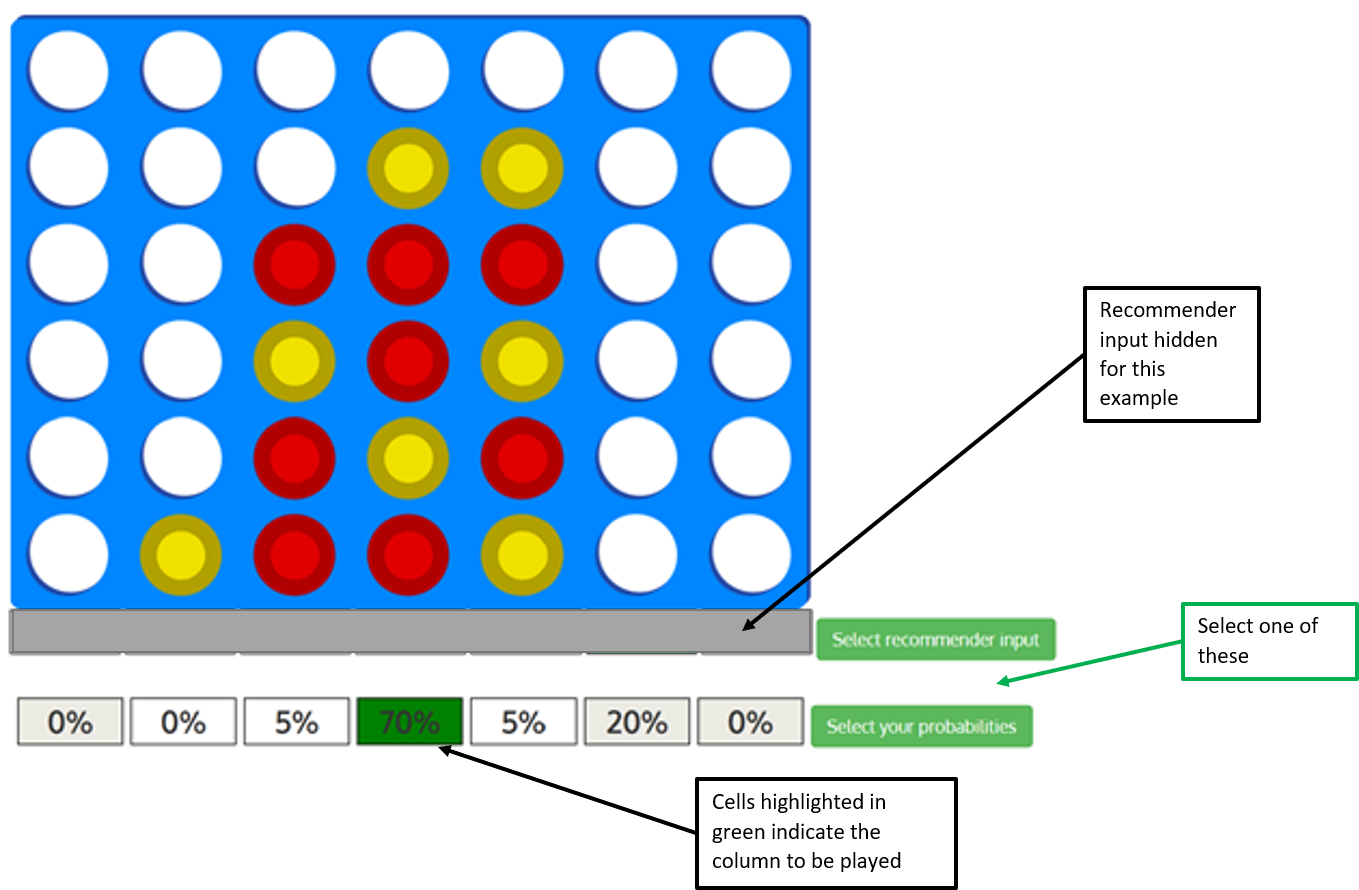 Recommender
input hidden
for this
example
Select recommender input
Select one of
these
0% 0% 5% 70% 5% 20% 0%
Select your probabilities
Cells highlighted in
green indicate the
column to be played